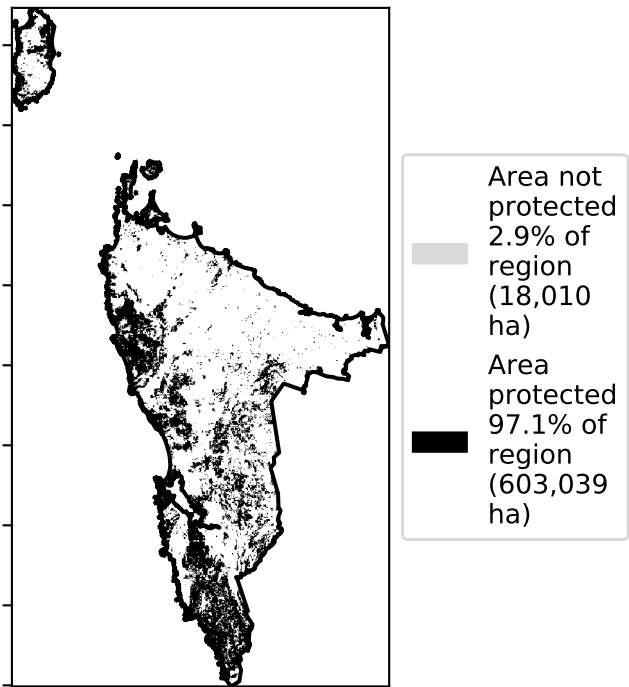 Area not
protected
2.9% of
region
(18,010
ha)
Area
protected
97.1% of
region
(603,039
ha)